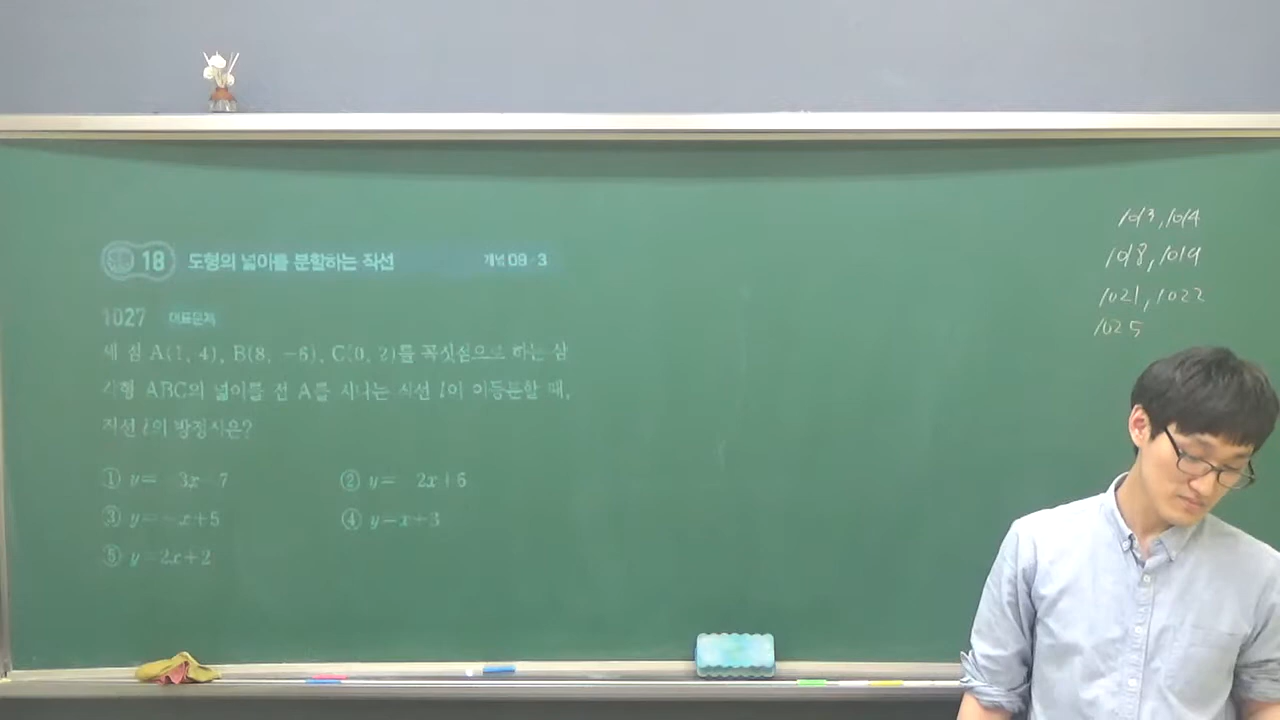 18 도형의 넓이를 분할하는 직선 개념 09-3
1027 대표문제
세 점 A(1, 4), B(8, -6), C(0, 2)를 꼭짓점으로 하는 삼
각형 ABC의 넓이를 점 A를 지나는 직선 l이 이등분할 때,
직선 l의 방정식은?
① y= 3x 7 ② y= 2x+6
③ y=-x+5 ④ y=x+3
⑤ y=2x+2
1013, 1014
1018, 1019
1021, 1022
1025